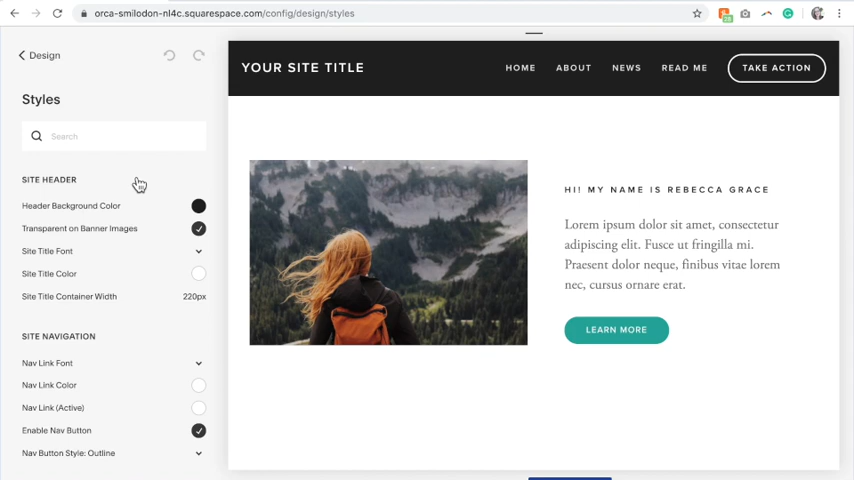 orca-smilodon-nl4c.squarespace.com/config/design/styles
Design
Styles
Search
SITE HEADER
Header Background Color
Transparent on Banner Images
Site Title Font
Site Title Color
Site Title Container Width 220px
SITE NAVIGATION
Nav Link Font
Nav Link Color
Nav Link (Active)
Enable Nav Button
Nav Button Style: Outline
YOUR SITE TITLE HOME ABOUT NEWS READ ME TAKE ACTION
HI! MY NAME IS REBECCA GRACE
Lorem ipsum dolor sit amet, consectetur
adipiscing elit. Fusce ut fringilla mi.
Praesent dolor neque, finibus vitae lorem
nec, cursus ornare erat.
LEARN MORE